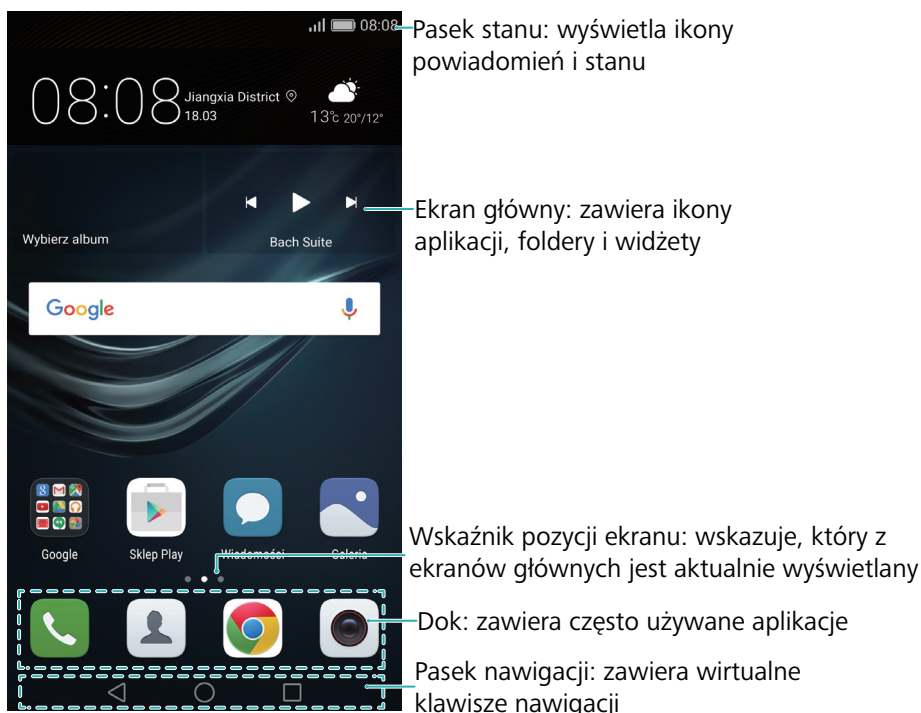 08:08
Pasek stanu: wyświetla ikony
powiadomień i stanu
08:08
Jiangxia District
18.03
13°c 20°/12°
Ekran główny: zawiera ikony
aplikacji, foldery i widżety
Wybierz album
Bach Suite
Google
Google
Sklep Play
Wiadomości
Galeria
Wskaźnik pozycji ekranu: wskazuje, który z
ekranów głównych jest aktualnie wyświetlany
Dok: zawiera często używane aplikacje
Pasek nawigacji: zawiera wirtualne
klawisze nawigacji